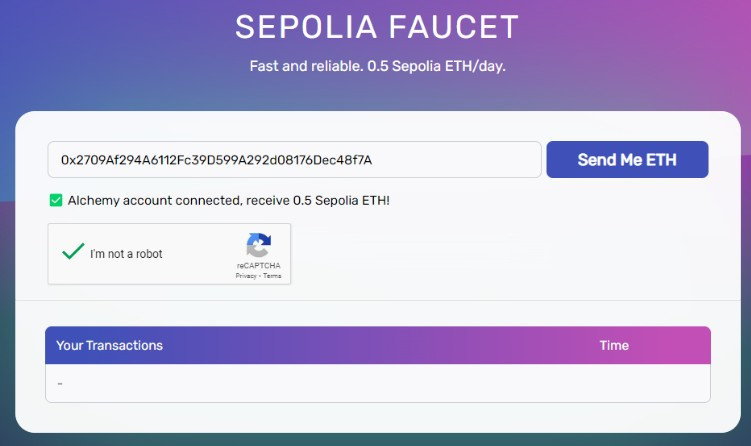 SEPOLIA FAUCET
Fast and reliable. 0.5 Sepolia ETH/day.
0x2709Af294A6112Fc39D599A292d08176Dec48f7A
Send Me ETH
Alchemy account connected, receive 0.5 Sepolia ETH!
I'm not a robot
reCAPTCHA
Privacy - Terms
Your Transactions
Time
-